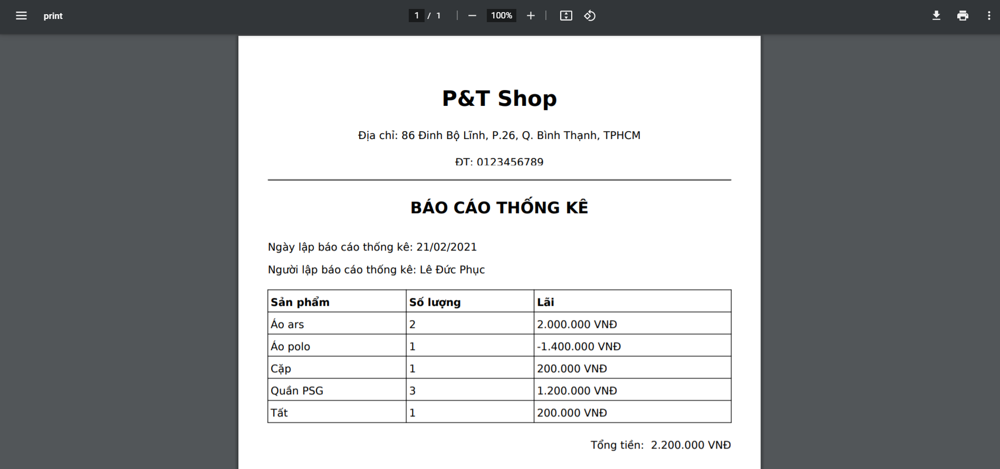 print
1 / 1
100%
P&T Shop
Địa chỉ: 86 Đinh Bộ Lĩnh, P.26, Q. Bình Thạnh, TPHCM
ĐT: 0123456789
BÁO CÁO THỐNG KÊ
Ngày lập báo cáo thống kê: 21/02/2021
Người lập báo cáo thống kê: Lê Đức Phục
Sản phẩm Số lượng Lãi
Áo ars 2 2.000.000 VNĐ
Áo polo 1 -1.400.000 VNĐ
Cặp 1 200.000 VNĐ
Quần PSG 3 1.200.000 VNĐ
Tất 1 200.000 VNĐ
Tổng tiền: 2.200.000 VNĐ